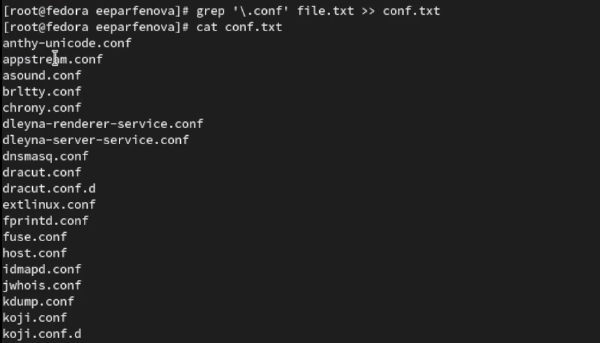 [root@fedora eeparfenova]# grep '\.conf' file.txt >> conf.txt
[root@fedora eeparfenova]# cat conf.txt
anthy-unicode.conf
appstream.conf
asound.conf
brltty.conf
chrony.conf
dleyna-renderer-service.conf
dleyna-server-service.conf
dnsmasq.conf
dracut.conf
dracut.conf.d
extlinux.conf
fprintd.conf
fuse.conf
host.conf
idmapd.conf
jwhois.conf
kdump.conf
koji.conf
koji.conf.d